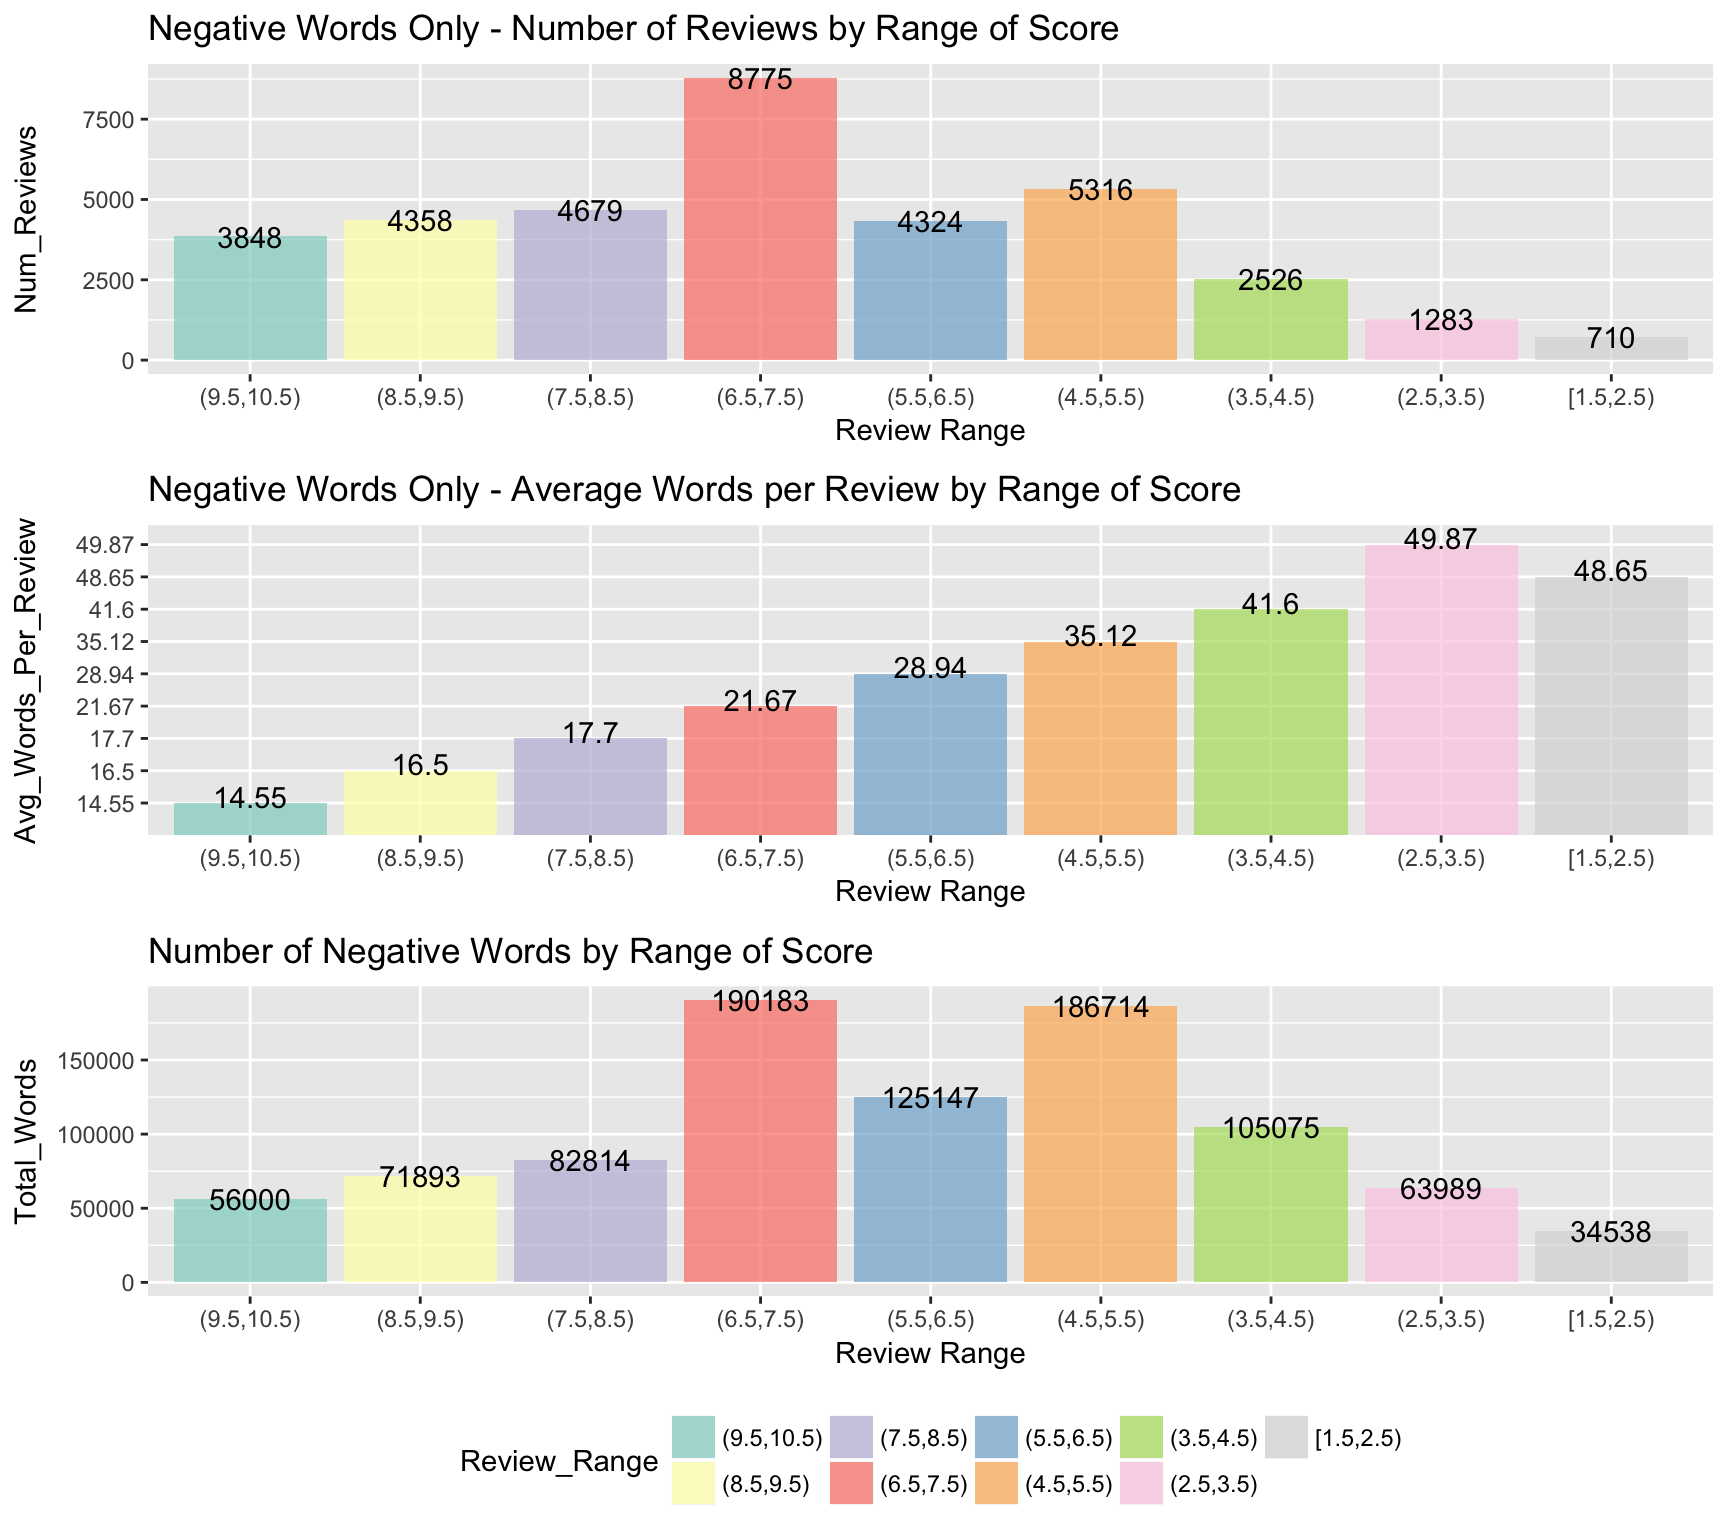 Negative Words Only - Number of Reviews by Range of Score
Num_Reviews
7500
5000
2500
0
3848
4358
4679
8775
4324
5316
2526
1283
710
(9.5,10.5) (8.5,9.5) (7.5,8.5) (6.5,7.5) (5.5,6.5) (4.5,5.5) (3.5,4.5) (2.5,3.5) [1.5,2.5)
Review Range
Negative Words Only - Average Words per Review by Range of Score
Avg_Words_Per_Review
49.87
48.65
41.6
35.12
28.94
21.67
17.7
16.5
14.55
14.55
16.5
17.7
21.67
28.94
35.12
41.6
49.87
48.65
(9.5,10.5) (8.5,9.5) (7.5,8.5) (6.5,7.5) (5.5,6.5) (4.5,5.5) (3.5,4.5) (2.5,3.5) [1.5,2.5)
Review Range
Number of Negative Words by Range of Score
Total_Words
150000
100000
50000
0
56000
71893
82814
190183
125147
186714
105075
63989
34538
(9.5,10.5) (8.5,9.5) (7.5,8.5) (6.5,7.5) (5.5,6.5) (4.5,5.5) (3.5,4.5) (2.5,3.5) [1.5,2.5)
Review Range
Review_Range
(9.5,10.5) (7.5,8.5) (5.5,6.5) (3.5,4.5) [1.5,2.5)
(8.5,9.5) (6.5,7.5) (4.5,5.5) (2.5,3.5)